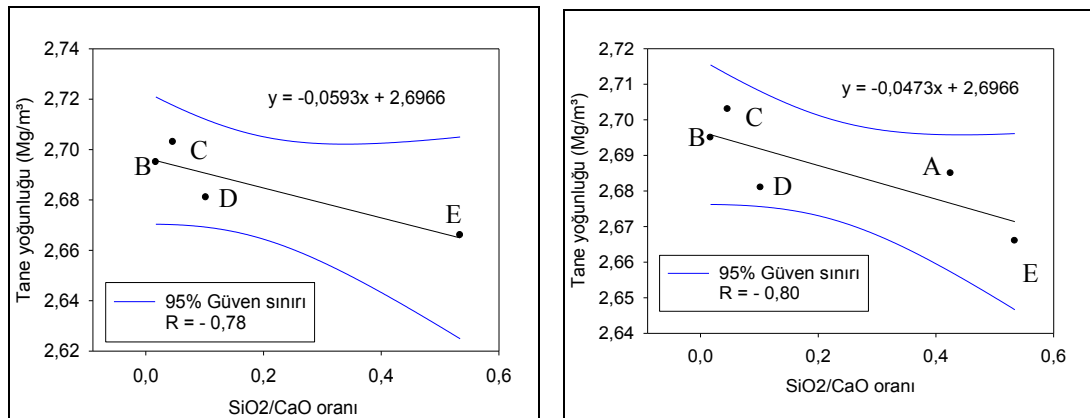 2,74
2,72
2,70
2,68
2,66
2,64
2,62
Tane yoğunluğu (Mg/m³)
y = -0,0593x + 2,6966
B
C
D
E
95% Güven sınırı
R = - 0,78
0,0
0,2
0,4
0,6
SiO2/CaO oranı
2,72
2,71
2,70
2,69
2,68
2,67
2,66
2,65
2,64
Tane yoğunluğu (Mg/m³)
y = -0,0473x + 2,6966
B
C
D
A
E
95% Güven sınırı
R = - 0,80
0,0
0,2
0,4
0,6
SiO2/CaO oranı